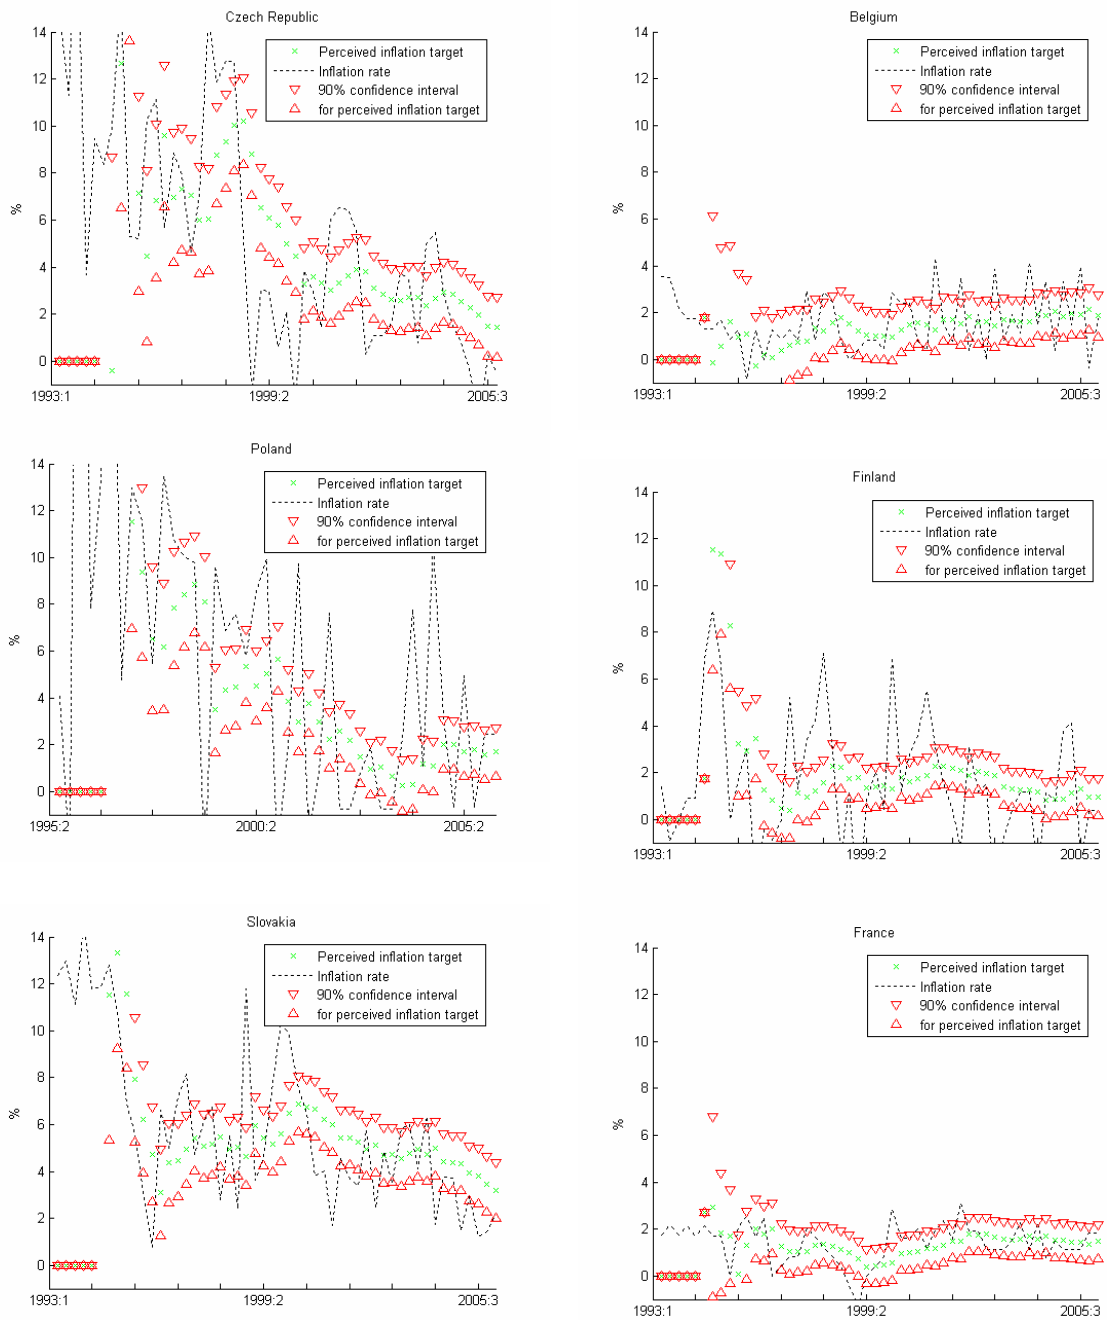 Czech Republic
14
12
10
8
6
4
2
0
%
Perceived inflation target
Inflation rate
90% confidence interval
for perceived inflation target
1993:1
1999:2
2005:3
Belgium
14
12
10
8
6
4
2
0
%
Perceived inflation target
Inflation rate
90% confidence interval
for perceived inflation target
1993:1
1999:2
2005:3
Poland
14
12
10
8
6
4
2
0
%
Perceived inflation target
Inflation rate
90% confidence interval
for perceived inflation target
1995:2
2000:2
2005:2
Finland
14
12
10
8
6
4
2
0
%
Perceived inflation target
Inflation rate
90% confidence interval
for perceived inflation target
1993:1
1999:2
2005:3
Slovakia
14
12
10
8
6
4
2
0
%
Perceived inflation target
Inflation rate
90% confidence interval
for perceived inflation target
1993:1
1999:2
2005:3
France
14
12
10
8
6
4
2
0
%
Perceived inflation target
Inflation rate
90% confidence interval
for perceived inflation target
1993:1
1999:2
2005:3